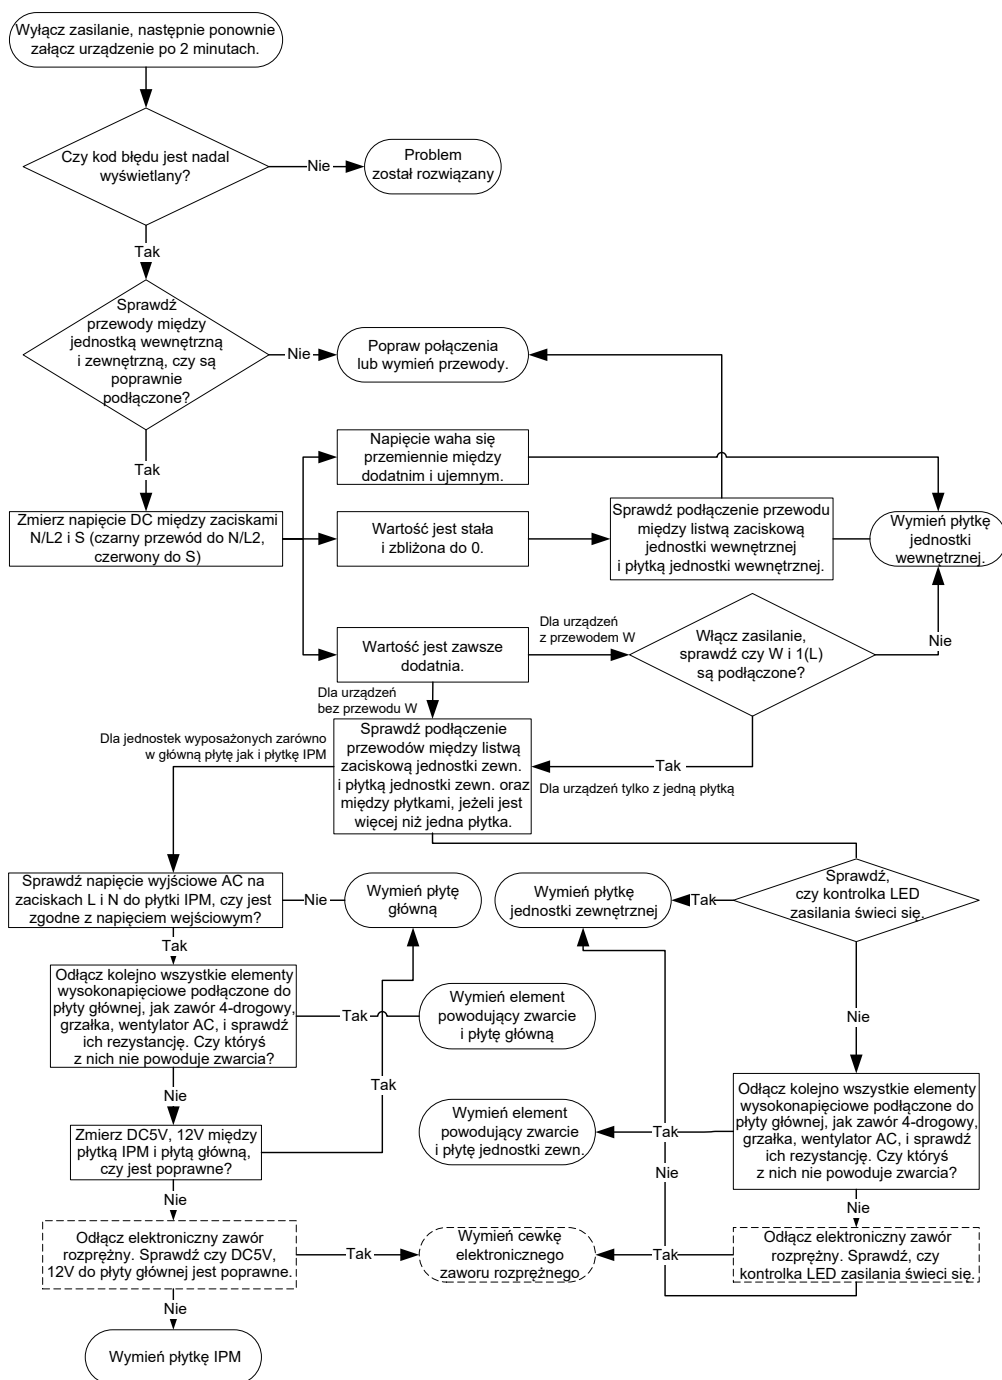 Wyłącz zasilanie, następnie ponownie
załącz urządzenie po 2 minutach.
Czy kod błędu jest nadal
wyświetlany?
Nie
Problem
został rozwiązany
Tak
Sprawdź
przewody między
jednostką wewnętrzną
i zewnętrzną, czy są
poprawnie
podłączone?
Nie
Popraw połączenia
lub wymień przewody.
Tak
Zmierz napięcie DC między zaciskami
N/L2 i S (czarny przewód do N/L2,
czerwony do S)
Napięcie waha się
przemiennie między
dodatnim i ujemnym.
Wartość jest stała
i zbliżona do 0.
Sprawdź podłączenie przewodu
między listwą zaciskową
jednostki wewnętrznej
i płytką jednostki wewnętrznej.
Wymień płytkę
jednostki
wewnętrznej.
Wartość jest zawsze
dodatnia.
Dla urządzeń
z przewodem W
Włącz zasilanie,
sprawdź czy W i 1(L)
są podłączone?
Nie
Dla urządzeń
bez przewodu W
Tak
Dla urządzeń tylko z jedną płytką
Dla jednostek wyposażonych zarówno
w główną płytę jak i płytkę IPM
Sprawdź podłączenie
przewodów między listwą
zaciskową jednostki zewn.
i płytką jednostki zewn. oraz
między płytkami, jeżeli jest
więcej niż jedna płytka.
Sprawdź napięcie wyjściowe AC na
zaciskach L i N do płytki IPM, czy jest
zgodne z napięciem wejściowym?
Nie
Wymień płytę
główną
Wymień płytkę
jednostki zewnętrznej
Tak
Sprawdź,
czy kontrolka LED
zasilania świeci się.
Tak
Odłącz kolejno wszystkie elementy
wysokonapięciowe podłączone do
płyty głównej, jak zawór 4-drogowy,
grzałka, wentylator AC, i sprawdź
ich rezystancję. Czy któryś
z nich nie powoduje zwarcia?
Tak
Wymień element
powodujący zwarcie
i płytę główną
Nie
Tak
Nie
Zmierz DC5V, 12V między
płytką IPM i płytą główną,
czy jest poprawne?
Wymień element
powodujący zwarcie
i płytę jednostki zewn.
Tak
Nie
Odłącz kolejno wszystkie elementy
wysokonapięciowe podłączone do
płyty głównej, jak zawór 4-drogowy,
grzałka, wentylator AC, i sprawdź
ich rezystancję. Czy któryś
z nich nie powoduje zwarcia?
Nie
Nie
Odłącz elektroniczny zawór
rozprężny. Sprawdź czy DC5V,
12V do płyty głównej jest poprawne.
Tak
Wymień cewkę
elektronicznego
zaworu rozprężnego
Tak
Odłącz elektroniczny zawór
rozprężny. Sprawdź, czy
kontrolka LED zasilania świeci się.
Nie
Wymień płytkę IPM